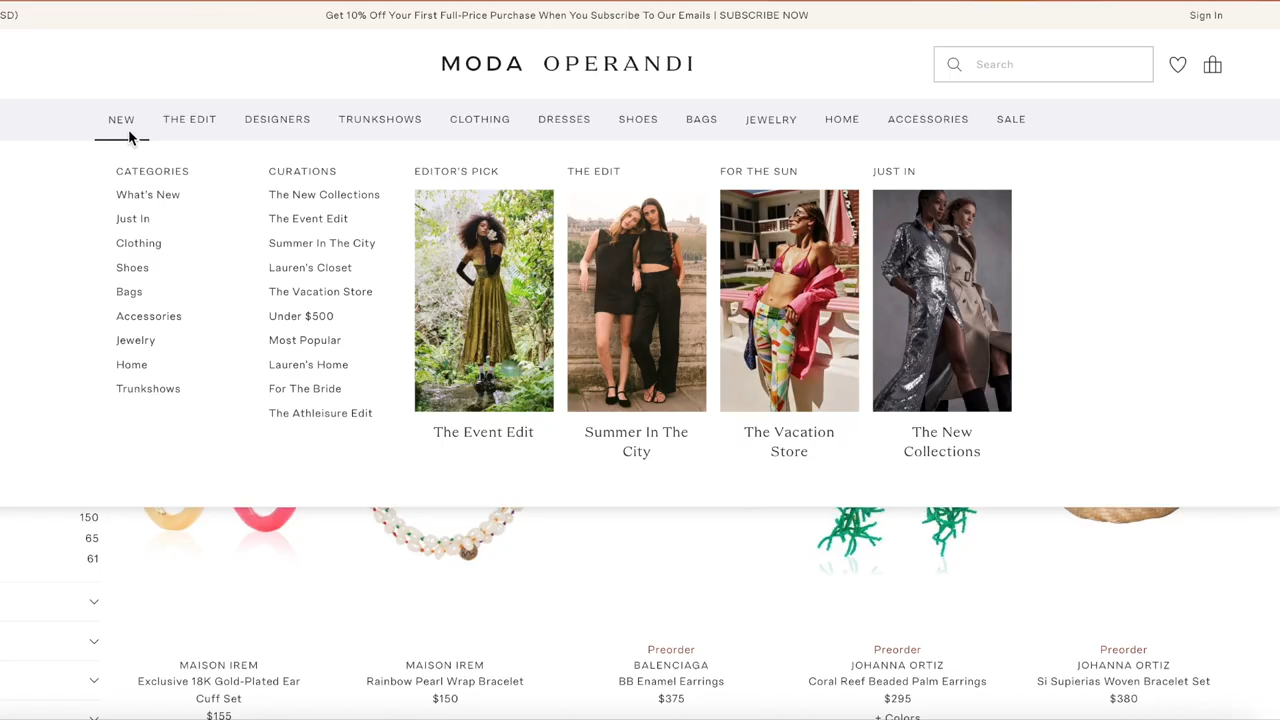 SD)
Get 10% Off Your First Full-Price Purchase When You Subscribe To Our Emails | SUBSCRIBE NOW
Sign In
MODA OPERANDI
Search
NEW
THE EDIT
DESIGNERS
TRUNKSHOWS
CLOTHING
DRESSES
SHOES
BAGS
JEWELRY
HOME
ACCESSORIES
SALE
CATEGORIES
What's New
Just In
Clothing
Shoes
Bags
Accessories
Jewelry
Home
Trunkshows
CURATIONS
The New Collections
The Event Edit
Summer In The City
Lauren's Closet
The Vacation Store
Under $500
Most Popular
Lauren's Home
For The Bride
The Athleisure Edit
EDITOR'S PICK
The Event Edit
THE EDIT
Summer In The
City
FOR THE SUN
The Vacation
Store
JUST IN
The New
Collections
150
65
61
MAISON IREM
Exclusive 18K Gold-Plated Ear
Cuff Set
$155
MAISON IREM
Rainbow Pearl Wrap Bracelet
$150
Preorder
BALENCIAGA
BB Enamel Earrings
$375
Preorder
JOHANNA ORTIZ
Coral Reef Beaded Palm Earrings
$295
+ Colors
Preorder
JOHANNA ORTIZ
Si Supierias Woven Bracelet Set
$380